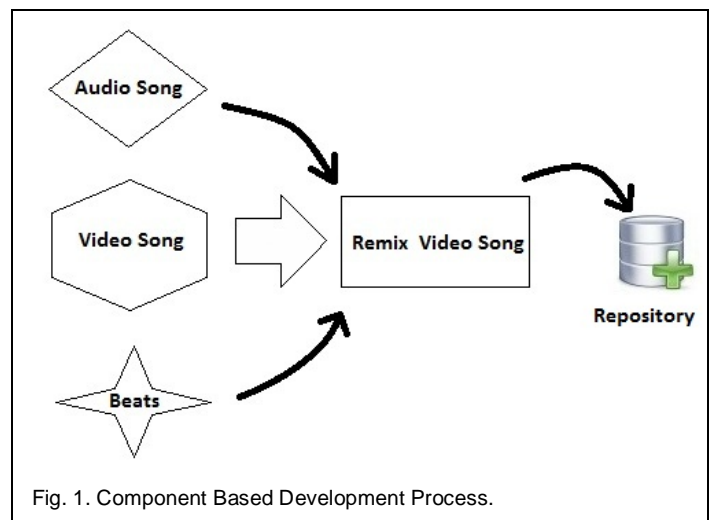 Audio Song
Video Song
Remix Video Song
Repository
Beats
Fig. 1. Component Based Development Process.